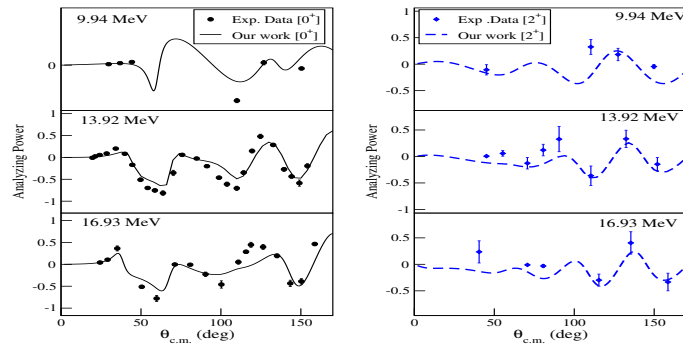 9.94 MeV
Exp. Data [0⁺]
Our work [0⁺]
0
13.92 MeV
1
0.5
0
-0.5
-1
Analyzing Power
16.93 MeV
1
0.5
0
-0.5
-1
0 50 100 150
θc.m. (deg)
Exp .Data [2⁺]
Our work [2⁺]
9.94 MeV
1
0.5
0
-0.5
-1
13.92 MeV
0.5
0
-0.5
-1
Analyzing Power
16.93 MeV
0.5
0
-0.5
-1
0 50 100 150
θc.m. (deg)